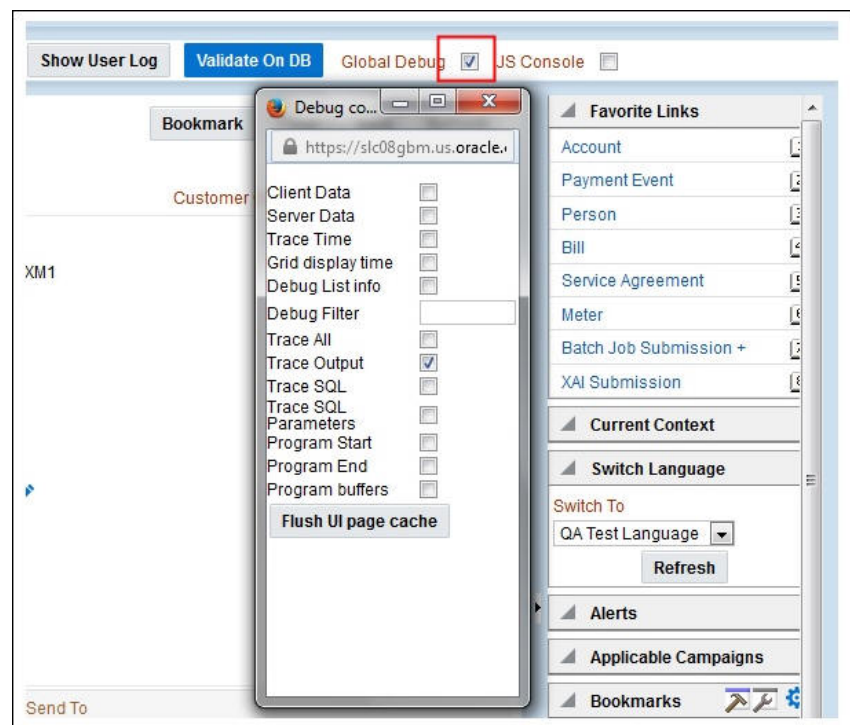 Show User Log Validate On DB Global Debug US Console
Bookmark
Customer
XM1
Send To
Debug co...
https://slc08gbm.us.oracle.
Client Data
Server Data
Trace Time
Grid display time
Debug List info
Debug Filter
Trace All
Trace Output
Trace SQL
Trace SQL
Parameters
Program Start
Program End
Program buffers
Flush UI page cache
Favorite Links
Account
Payment Event
Person
Bill
Service Agreement
Meter
Batch Job Submission +
XAI Submission
Current Context
Switch Language
Switch To
QA Test Language
Refresh
Alerts
Applicable Campaigns
Bookmarks